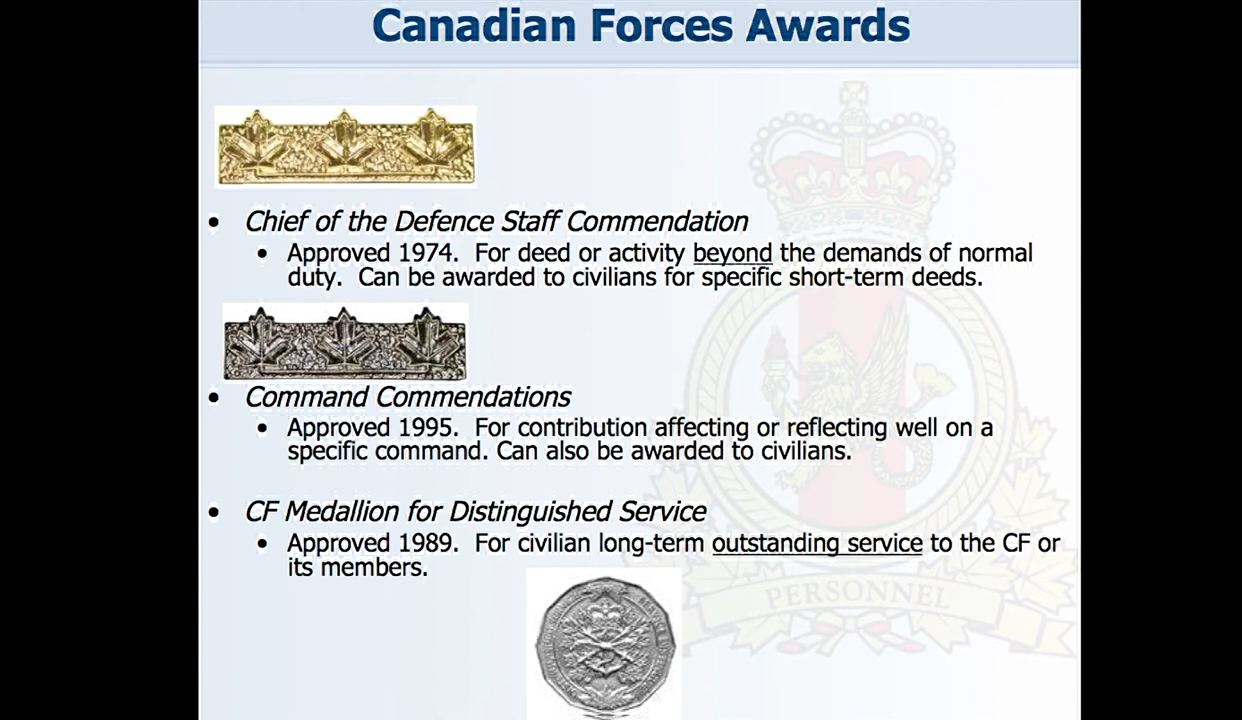 Canadian Forces Awards
• Chief of the Defence Staff Commendation
• Approved 1974. For deed or activity beyond the demands of normal
duty. Can be awarded to civilians for specific short-term deeds.
• Command Commendations
• Approved 1995. For contribution affecting or reflecting well on a
specific command. Can also be awarded to civilians.
• CF Medallion for Distinguished Service
• Approved 1989. For civilian long-term outstanding service to the CF or
its members.
PERSONNEL